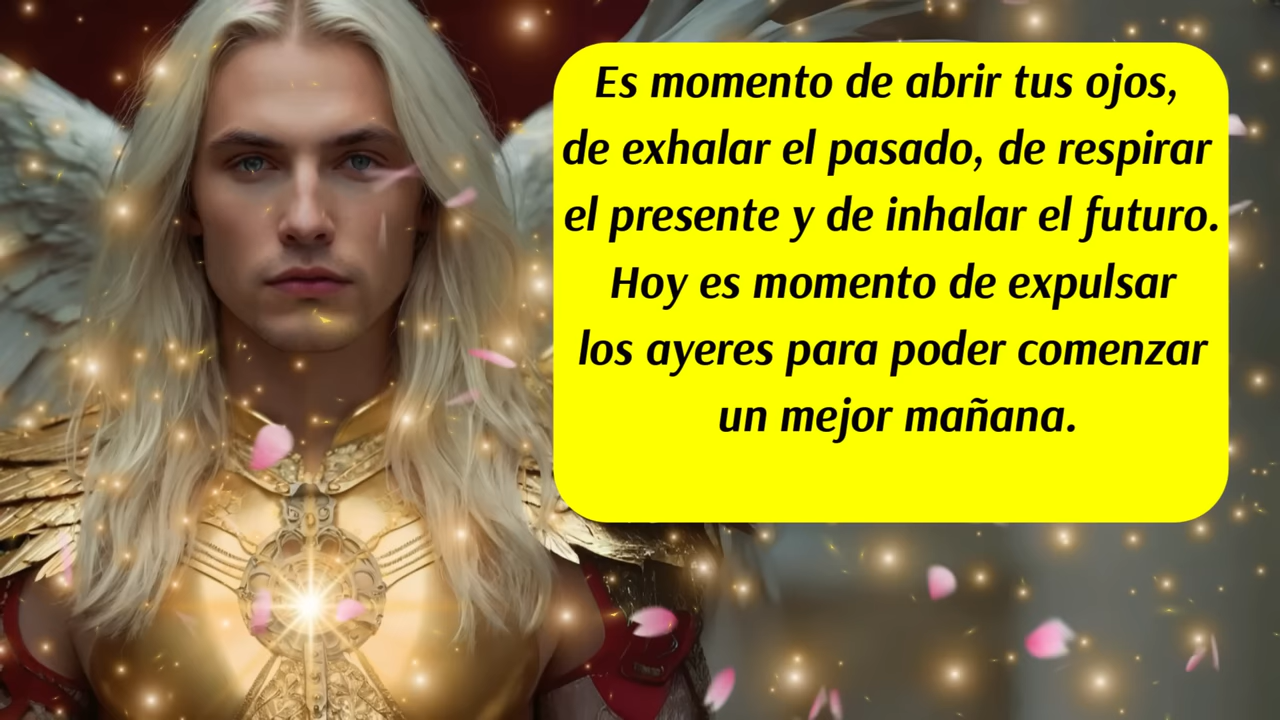 Es momento de abrir tus ojos,
de exhalar el pasado, de respirar
el presente y de inhalar el futuro.
Hoy es momento de expulsar
los ayeres para poder comenzar
un mejor mañana.